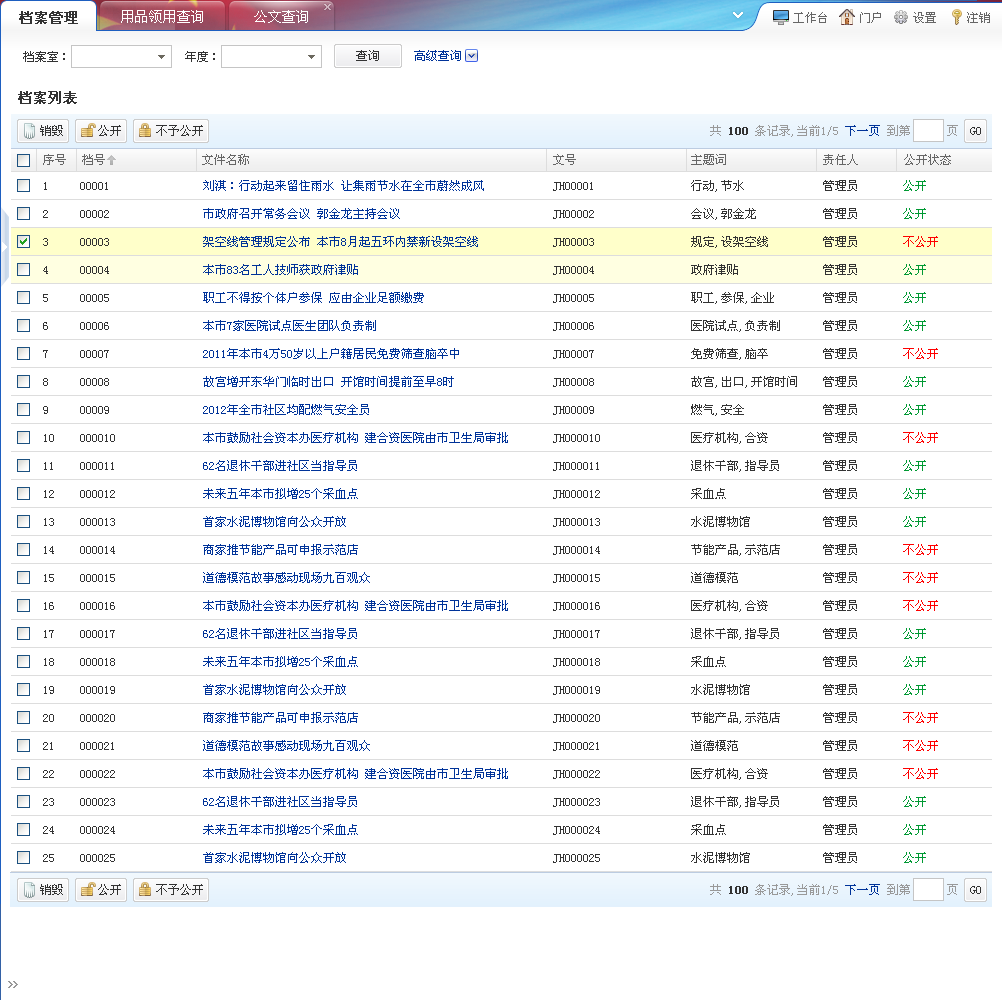 档案管理 用品领用查询 公文查询 工作台 门户 设置 注销
档案室： 年度： 查询 高级查询
档案列表
销毁 公开 不予公开 共 100 条记录,当前1/5 下一页 到第 页 GO
序号 档号 文件名称 文号 主题词 责任人 公开状态
1 00001 刘淇：行动起来留住雨水 让集雨节水在全市蔚然成风 JH00001 行动, 节水 管理员 公开
2 00002 市政府召开常务会议 郭金龙主持会议 JH00002 会议, 郭金龙 管理员 公开
3 00003 架空线管理规定公布 本市8月起五环内禁新设架空线 JH00003 规定, 设架空线 管理员 不公开
4 00004 本市83名工人技师获政府津贴 JH00004 政府津贴 管理员 公开
5 00005 职工不得按个体户参保 应由企业足额缴费 JH00005 职工, 参保, 企业 管理员 公开
6 00006 本市7家医院试点医生团队负责制 JH00006 医院试点, 负责制 管理员 公开
7 00007 2011年本市4万50岁以上户籍居民免费筛查脑卒中 JH00007 免费筛查, 脑卒 管理员 不公开
8 00008 故宫增开东华门临时出口 开馆时间提前至早8时 JH00008 故宫, 出口, 开馆时间 管理员 公开
9 00009 2012年全市社区均配燃气安全员 JH00009 燃气, 安全 管理员 公开
10 000010 本市鼓励社会资本办医疗机构 建合资医院由市卫生局审批 JH000010 医疗机构, 合资 管理员 不公开
11 000011 62名退休干部进社区当指导员 JH000011 退休干部, 指导员 管理员 公开
12 000012 未来五年本市拟增25个采血点 JH000012 采血点 管理员 公开
13 000013 首家水泥博物馆向公众开放 JH000013 水泥博物馆 管理员 公开
14 000014 商家推节能产品可申报示范店 JH000014 节能产品, 示范店 管理员 不公开
15 000015 道德模范故事感动现场九百观众 JH000015 道德模范 管理员 不公开
16 000016 本市鼓励社会资本办医疗机构 建合资医院由市卫生局审批 JH000016 医疗机构, 合资 管理员 不公开
17 000017 62名退休干部进社区当指导员 JH000017 退休干部, 指导员 管理员 公开
18 000018 未来五年本市拟增25个采血点 JH000018 采血点 管理员 公开
19 000019 首家水泥博物馆向公众开放 JH000019 水泥博物馆 管理员 公开
20 000020 商家推节能产品可申报示范店 JH000020 节能产品, 示范店 管理员 不公开
21 000021 道德模范故事感动现场九百观众 JH000021 道德模范 管理员 不公开
22 000022 本市鼓励社会资本办医疗机构 建合资医院由市卫生局审批 JH000022 医疗机构, 合资 管理员 不公开
23 000023 62名退休干部进社区当指导员 JH000023 退休干部, 指导员 管理员 公开
24 000024 未来五年本市拟增25个采血点 JH000024 采血点 管理员 公开
25 000025 首家水泥博物馆向公众开放 JH000025 水泥博物馆 管理员 公开
销毁 公开 不予公开 共 100 条记录,当前1/5 下一页 到第 页 GO